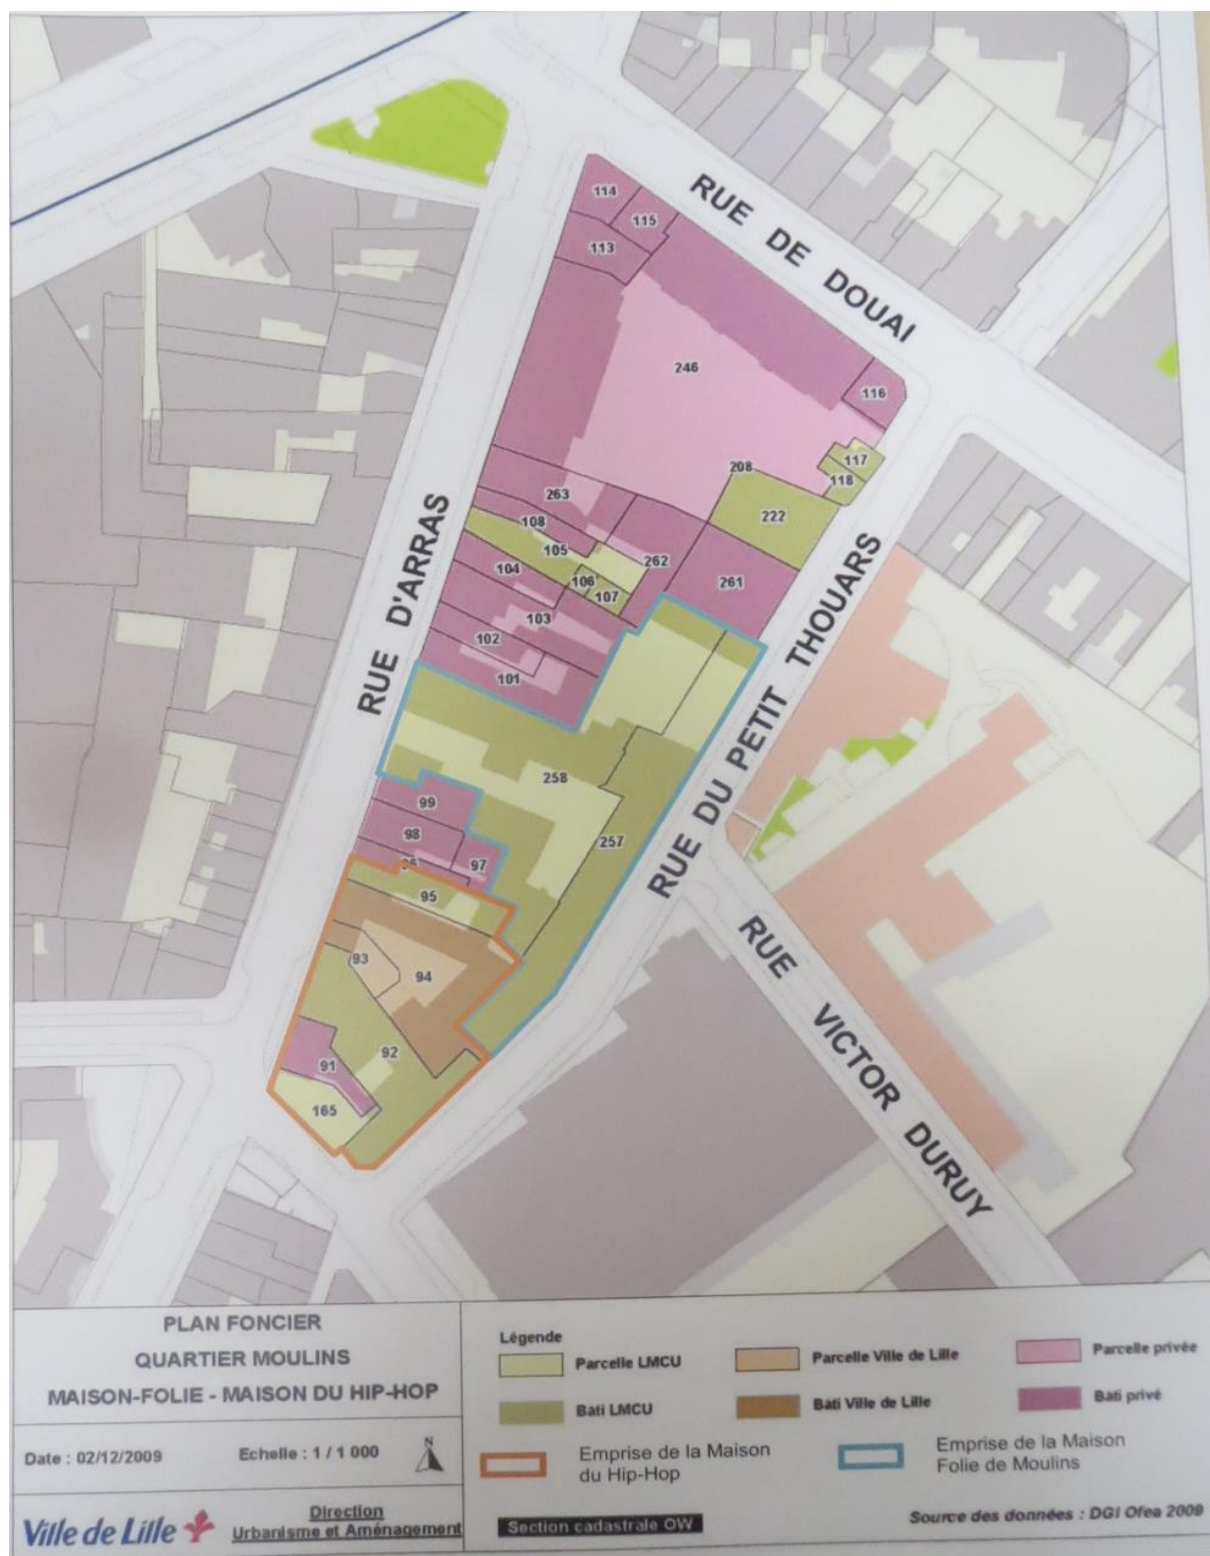 RUE DE DOUAI
114
115
113
246
116
117
118
208
222
263
108
105
262
104
106
107
261
103
102
101
RUE D'ARRAS
RUE DU PETIT THOUARS
258
99
98
97
257
95
93
94
92
91
165
RUE VICTOR DURUY
PLAN FONCIER
QUARTIER MOULINS
MAISON-FOLIE - MAISON DU HIP-HOP
Date : 02/12/2009
Echelle : 1 / 1 000
N
Ville de Lille
Direction
Urbanisme et Aménagement
Légende
Parcelle LMCU
Parcelle Ville de Lille
Parcelle privée
Bati LMCU
Bati Ville de Lille
Bati privé
Emprise de la Maison
du Hip-Hop
Emprise de la Maison
Folie de Moulins
Section cadastrale OW
Source des données : DGI Ofea 2009